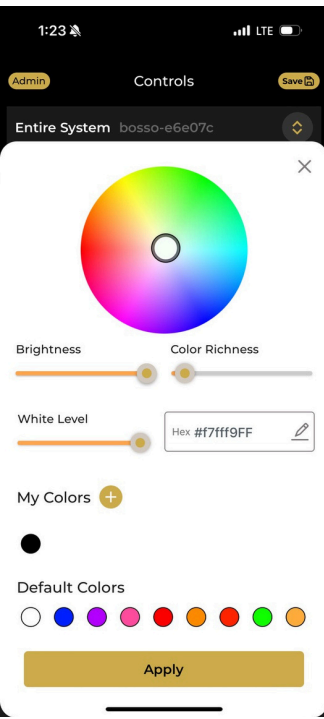 1:23 LTE
Admin Controls Save
Entire System bosso-e6e07c
Brightness Color Richness
White Level
Hex #f7fff9FF
My Colors
Default Colors
Apply